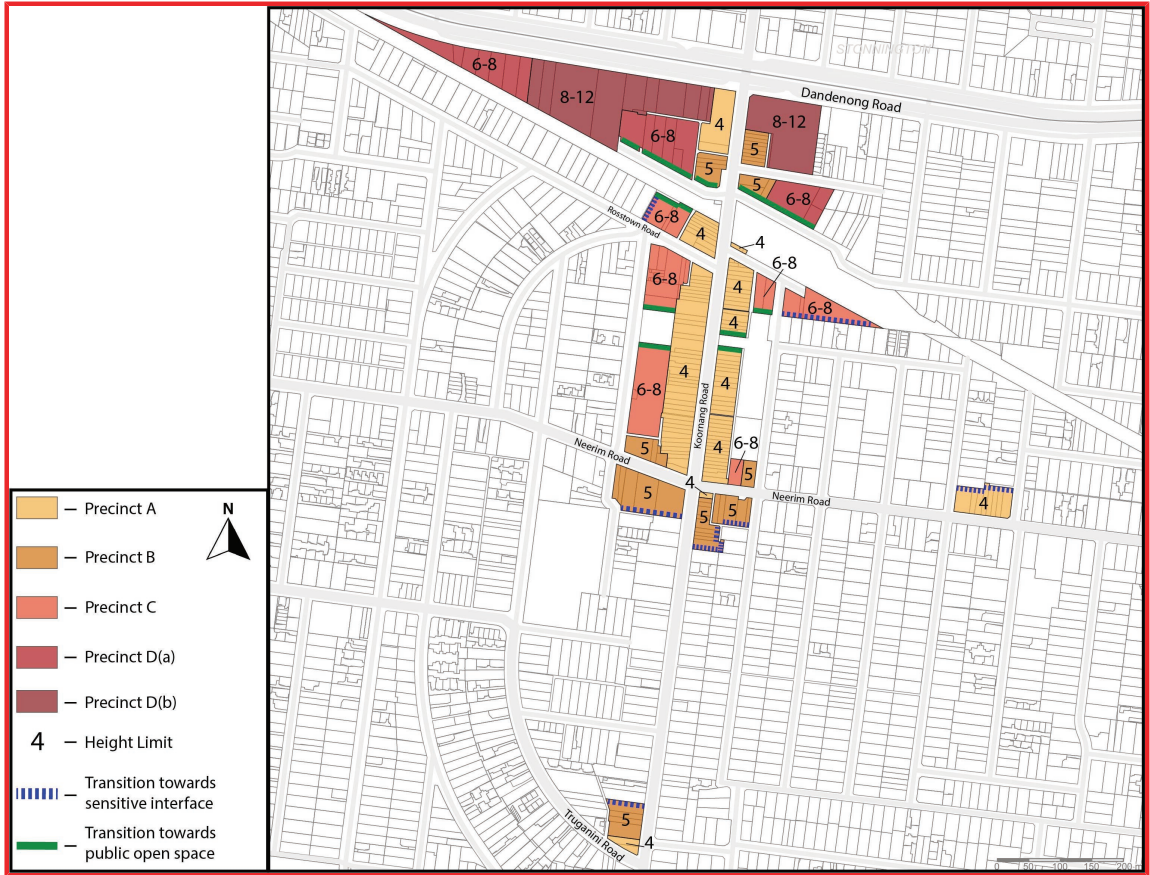 STONNINGTON
Dandenong Road
6-8
8-12
4
8-12
6-8
5
5
5
6-8
6-8
Rosstown Road
4
4
6-8
6-8
4
6-8
4
4
4
6-8
Koornang Road
4
6-8
5
Neerim Road
5
4
5
5
5
Neerim Road
4
5
4
Truganini Road
0 50 100 150 200 m
Precinct A
N
Precinct B
Precinct C
Precinct D(a)
Precinct D(b)
4 – Height Limit
Transition towards
sensitive interface
Transition towards
public open space